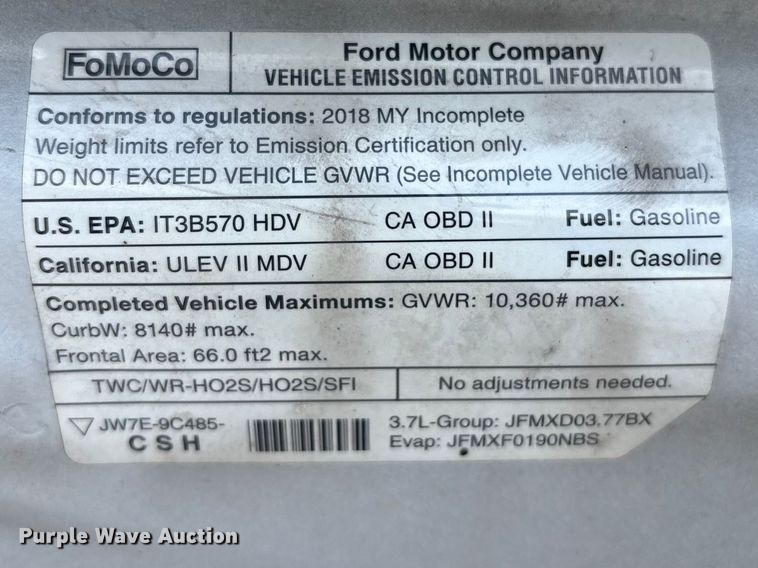 FoMoCo
Ford Motor Company
VEHICLE EMISSION CONTROL INFORMATION
Conforms to regulations: 2018 MY Incomplete
Weight limits refer to Emission Certification only.
DO NOT EXCEED VEHICLE GVWR (See Incomplete Vehicle Manual).
U.S. EPA: IT3B570 HDV CA OBD II Fuel: Gasoline
California: ULEV II MDV CA OBD II Fuel: Gasoline
Completed Vehicle Maximums: GVWR: 10,360# max.
CurbW: 8140# max.
Frontal Area: 66.0 ft2 max.
TWC/WR-HO2S/HO2S/SFI No adjustments needed.
JW7E-9C485-
CSH
3.7L-Group: JFMXD03.77BX
Evap: JFMXF0190NBS
Purple Wave Auction